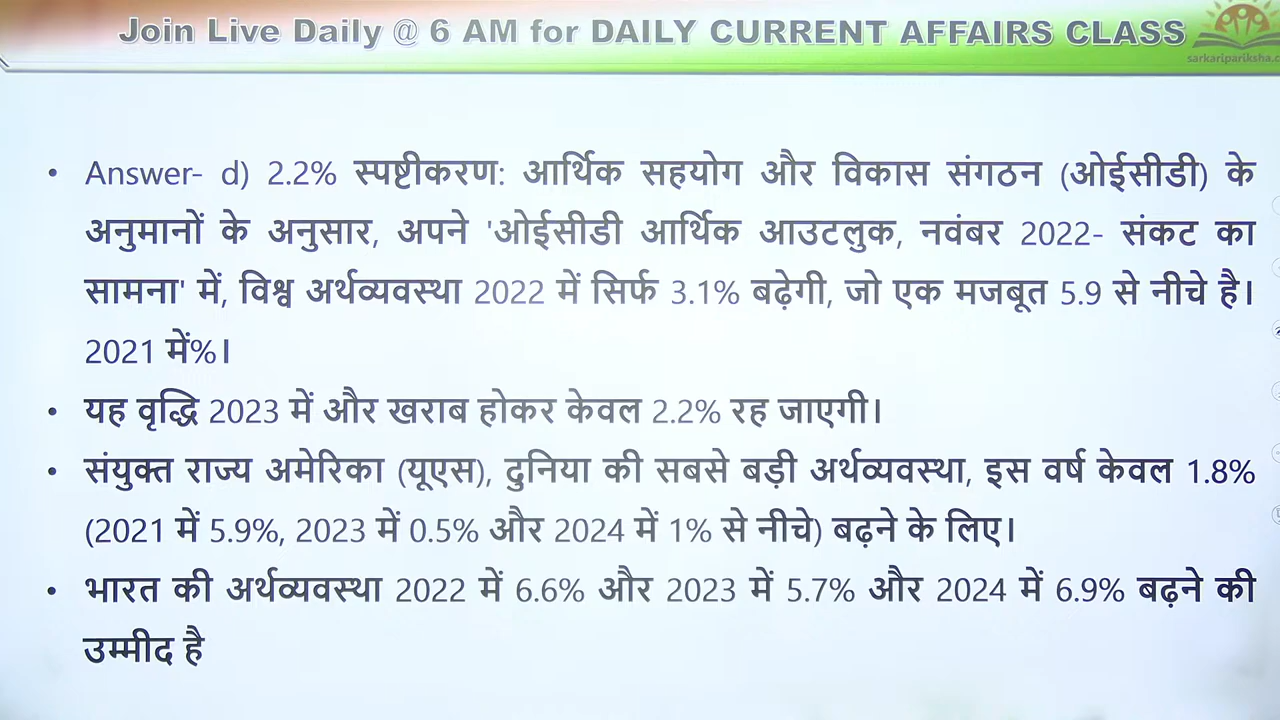 Join Live Daily @ 6 AM for DAILY CURRENT AFFAIRS CLASS
sarkaripariksha.c
• Answer- d) 2.2% स्पष्टीकरण: आर्थिक सहयोग और विकास संगठन (ओईसीडी) के
अनुमानों के अनुसार, अपने 'ओईसीडी आर्थिक आउटलुक, नवंबर 2022- संकट का
सामना' में, विश्व अर्थव्यवस्था 2022 में सिर्फ 3.1% बढ़ेगी, जो एक मजबूत 5.9 से नीचे है।
2021 में%।
• यह वृद्धि 2023 में और खराब होकर केवल 2.2% रह जाएगी।
• संयुक्त राज्य अमेरिका (यूएस), दुनिया की सबसे बड़ी अर्थव्यवस्था, इस वर्ष केवल 1.8%
(2021 में 5.9%, 2023 में 0.5% और 2024 में 1% से नीचे) बढ़ने के लिए।
• भारत की अर्थव्यवस्था 2022 में 6.6% और 2023 में 5.7% और 2024 में 6.9% बढ़ने की
उम्मीद है